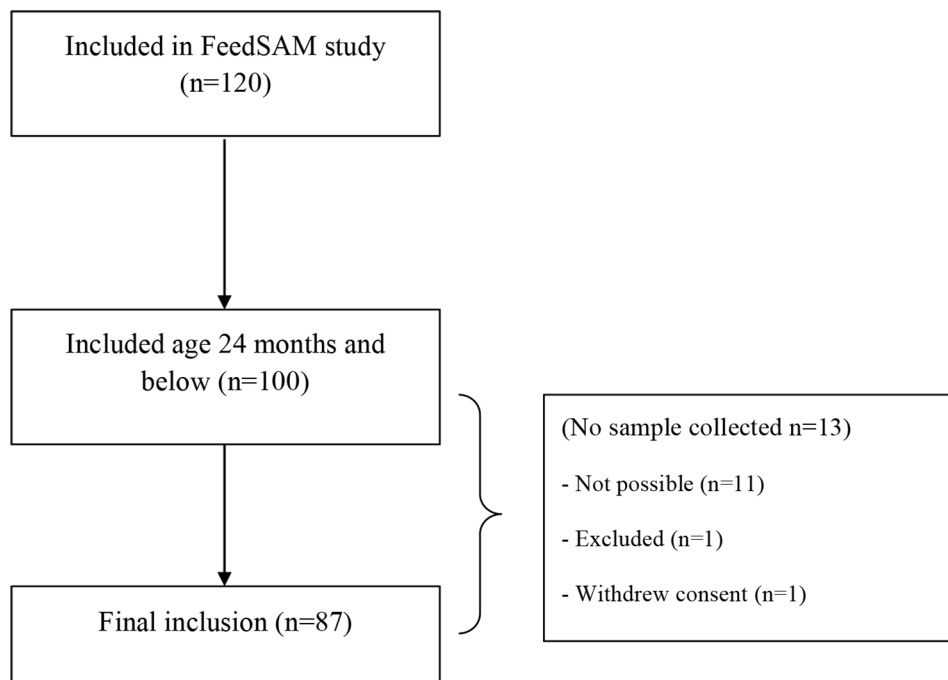 Included in FeedSAM study
(n=120)
Included age 24 months and
below (n=100)
(No sample collected n=13)
- Not possible (n=11)
- Excluded (n=1)
- Withdrew consent (n=1)
Final inclusion (n=87)